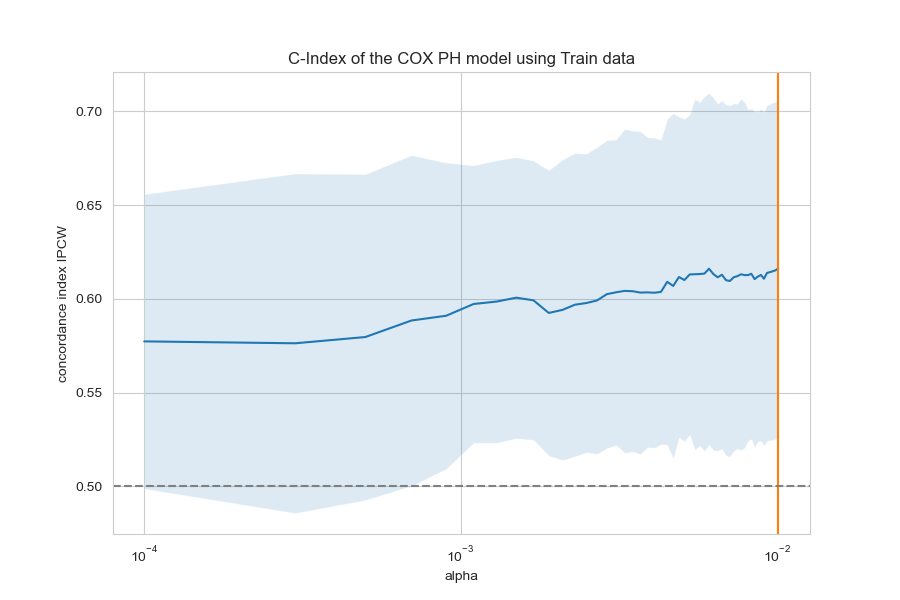 C-Index of the COX PH model using Train data
concordance index IPCW
0.70
0.65
0.60
0.55
0.50
10⁻⁴
10⁻³
10⁻²
alpha